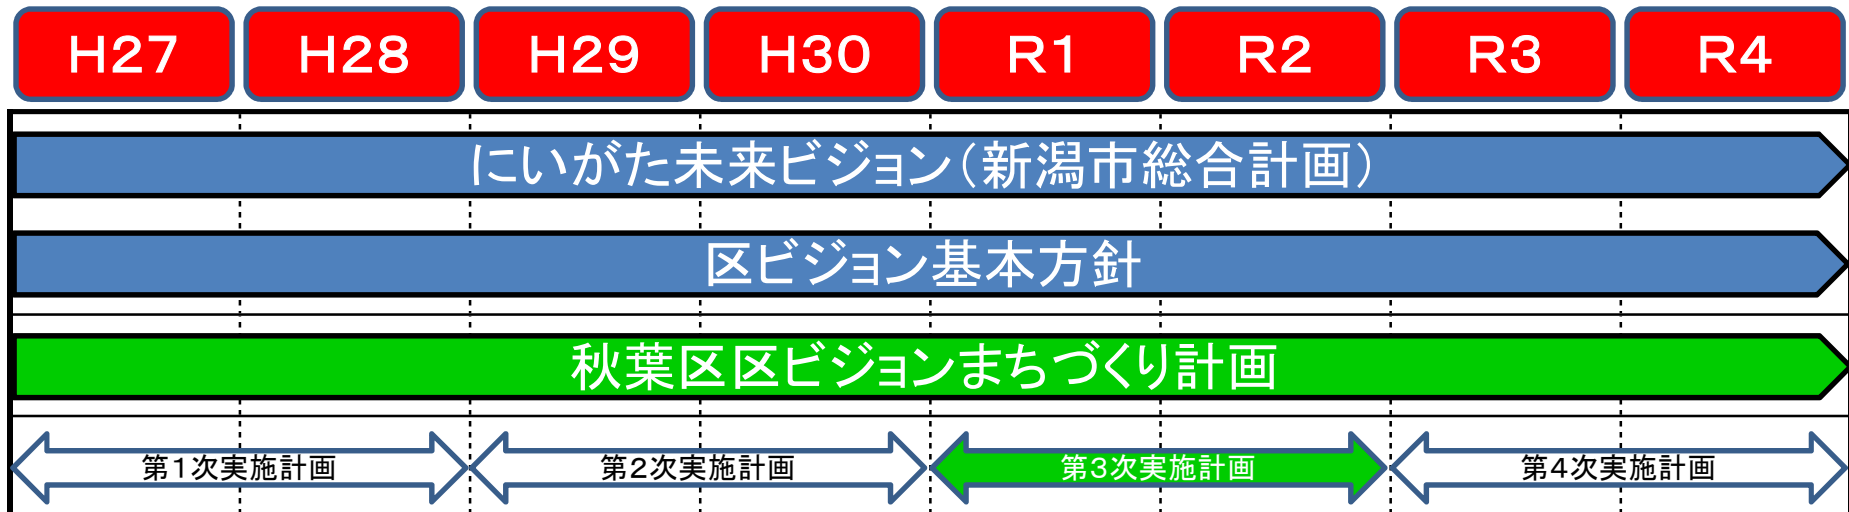 H27 H28 H29 H30 R1 R2 R3 R4
にいがた未来ビジョン(新潟市総合計画)
区ビジョン基本方針
秋葉区区ビジョンまちづくり計画
第1次実施計画 第2次実施計画 第3次実施計画 第4次実施計画